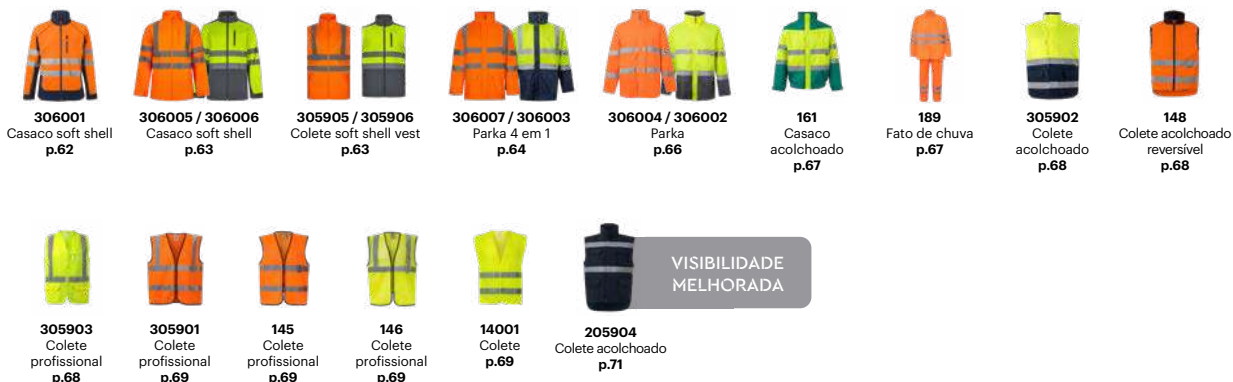 306001
Casaco soft shell
p.62
306005 / 306006
Casaco soft shell
p.63
305905 / 305906
Colete soft shell vest
p.63
306007 / 306003
Parka 4 em 1
p.64
306004 / 306002
Parka
p.66
161
Casaco
acolchoado
p.67
189
Fato de chuva
p.67
305902
Colete
acolchoado
p.68
148
Colete acolchoado
reversível
p.68
305903
Colete
profissional
p.68
305901
Colete
profissional
p.69
145
Colete
profissional
p.69
146
Colete
profissional
p.69
14001
Colete
p.69
205904
Colete acolchoado
p.71
VISIBILIDADE
MELHORADA